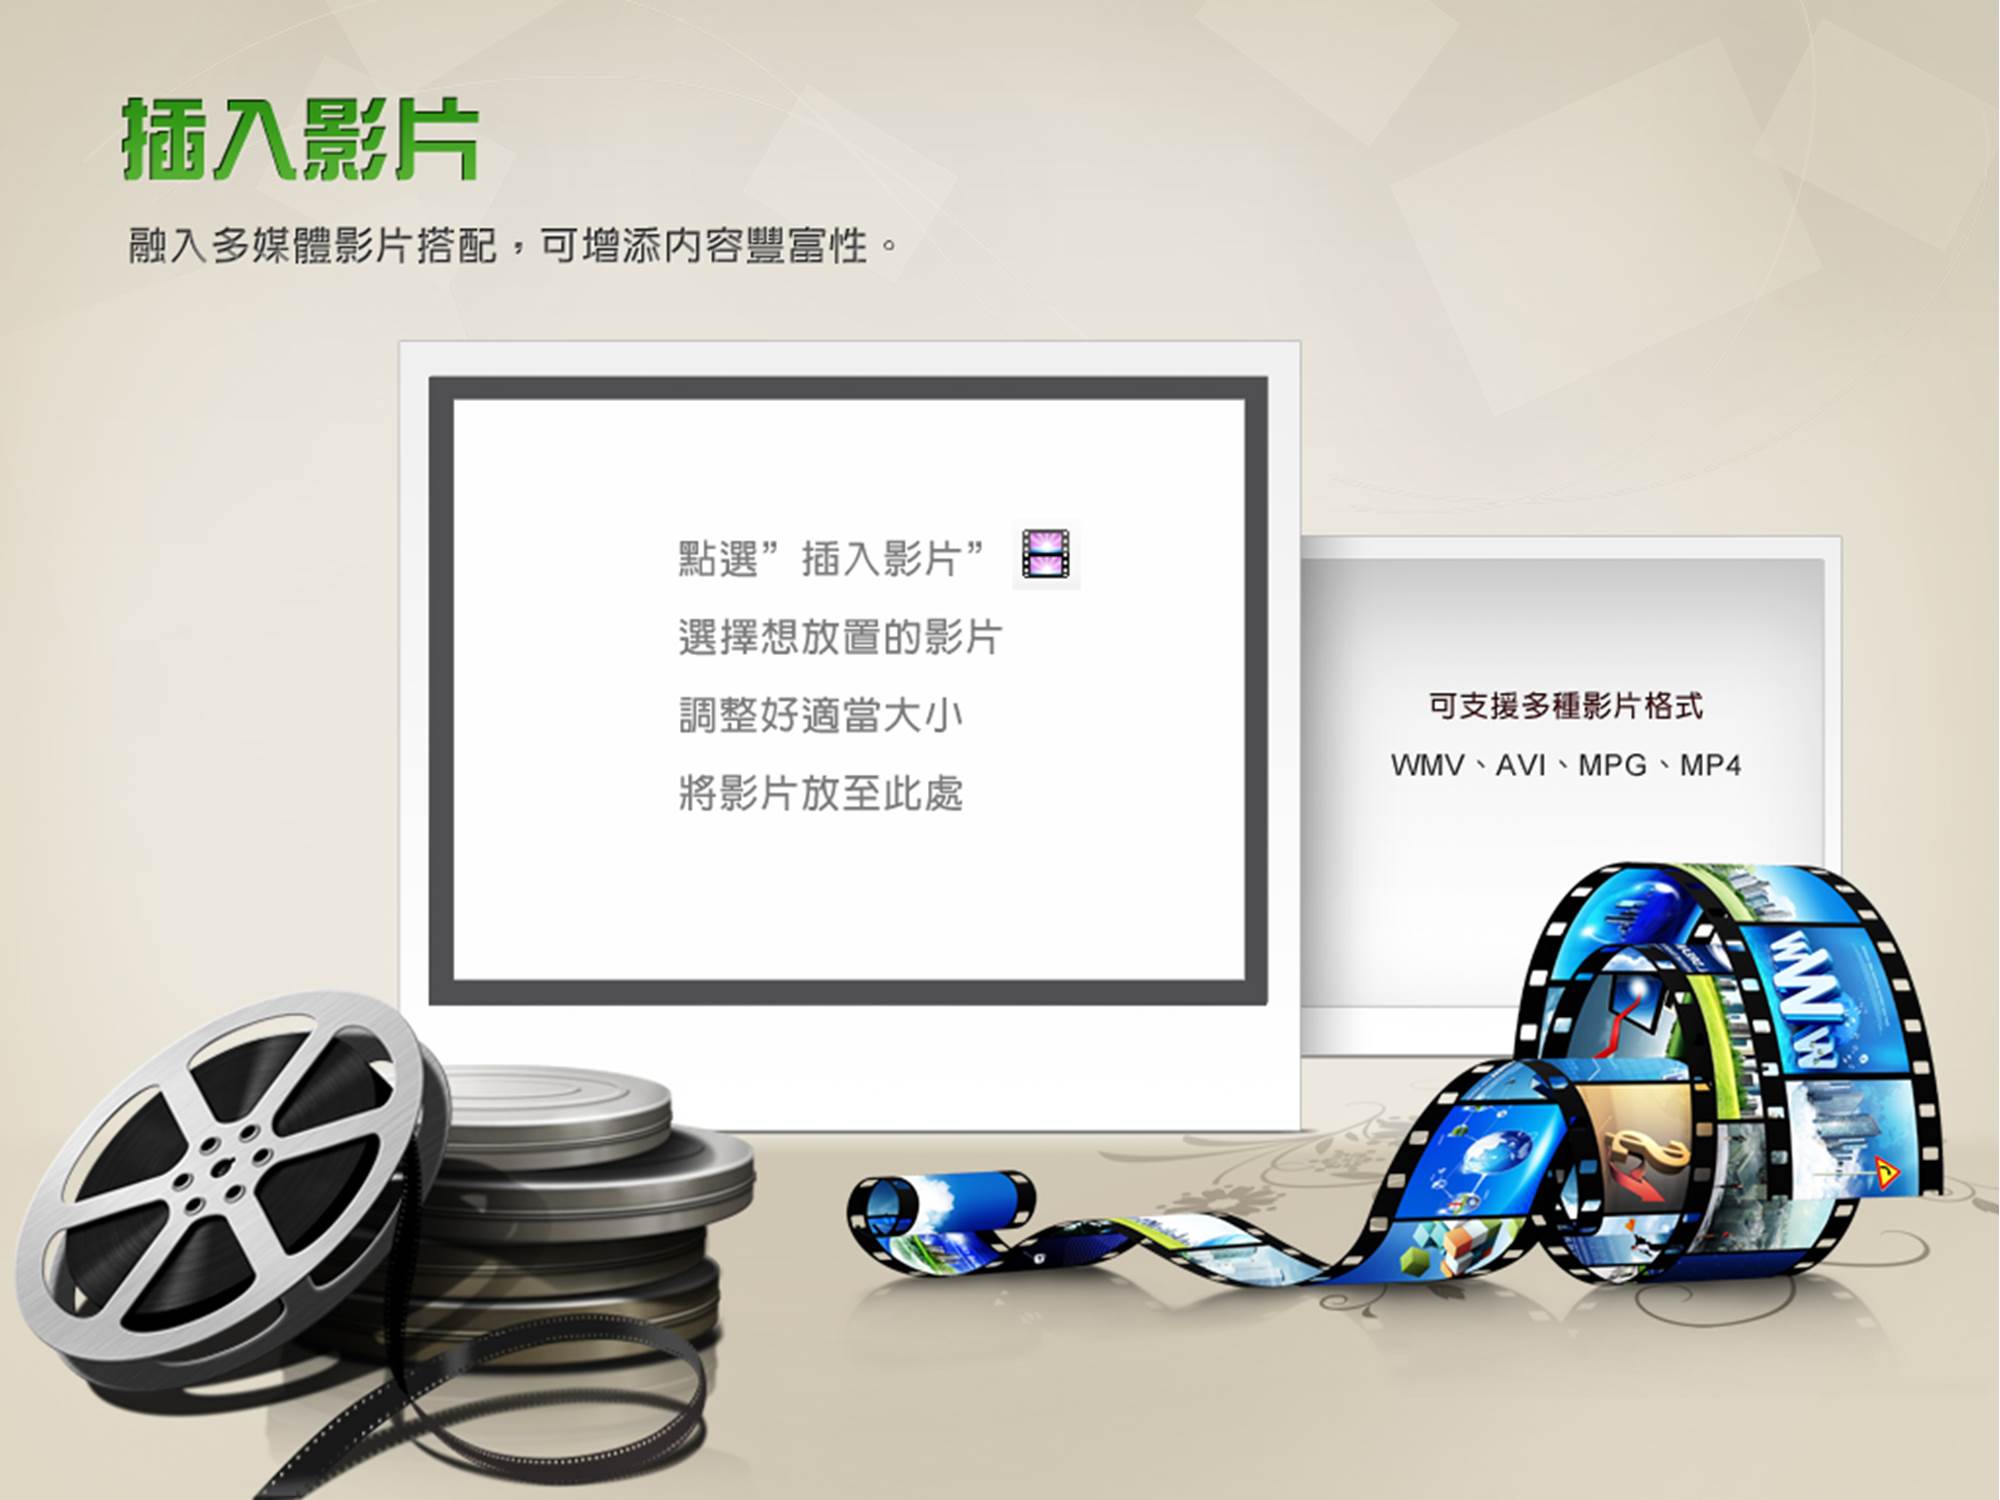 插入影片
融入多媒體影片搭配，可增添內容豐富性。
點選”插入影片”
選擇想放置的影片
調整好適當大小
將影片放至此處
可支援多種影片格式
WMV、AVI、MPG、MP4
WWW